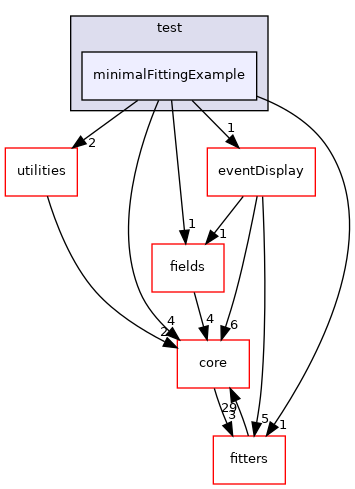 test
minimalFittingExample
1
2
utilities
eventDisplay
1
1
fields
4
4
6
2
core
29
3
5
1
fitters